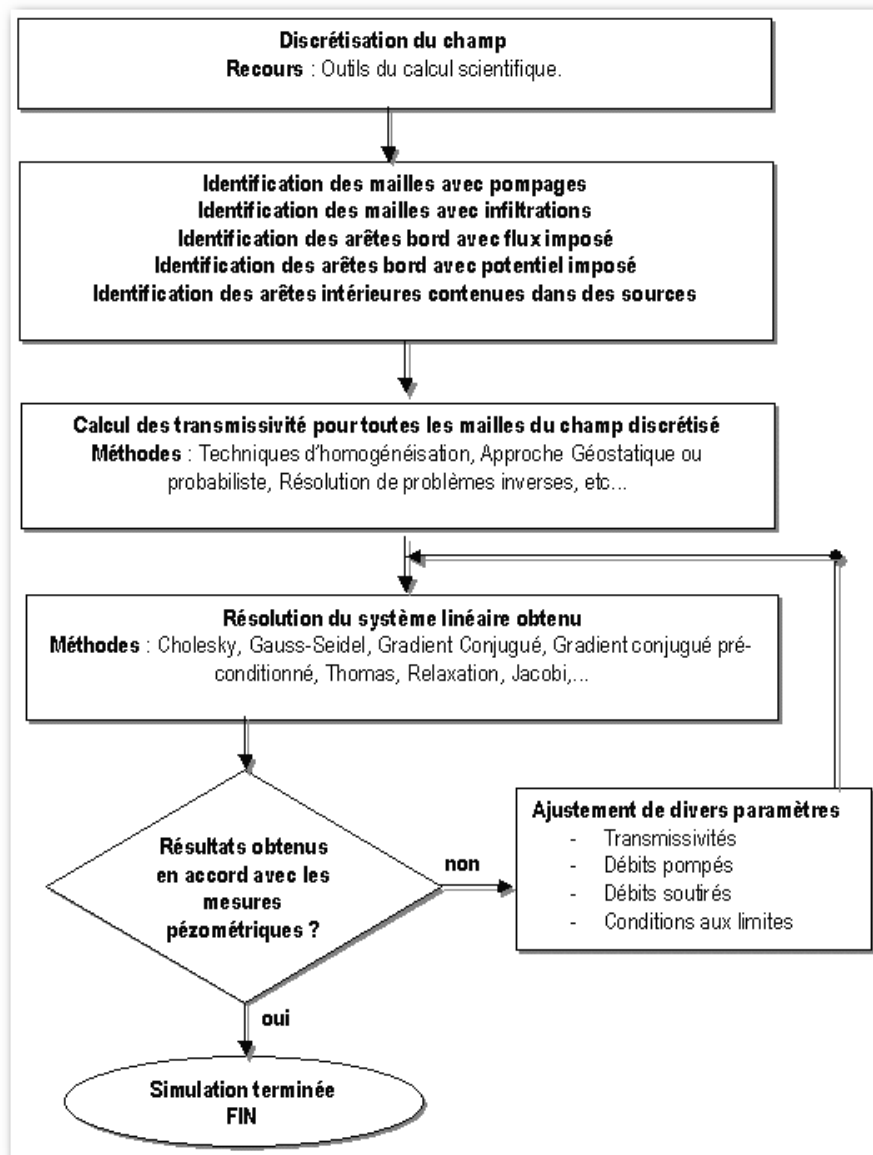 Discrétisation du champ
Recours : Outils du calcul scientifique.
Identification des mailles avec pompages
Identification des mailles avec infiltrations
Identification des arêtes bord avec flux imposé
Identification des arêtes bord avec potentiel imposé
Identification des arêtes intérieures contenues dans des sources
Calcul des transmissivité pour toutes les mailles du champ discrétisé
Méthodes : Techniques d'homogénéisation, Approche Géostatique ou
probabiliste, Résolution de problèmes inverses, etc...
Résolution du système linéaire obtenu
Méthodes : Cholesky, Gauss-Seidel, Gradient Conjugué, Gradient conjugué pré-
conditionné, Thomas, Relaxation, Jacobi,...
Résultats obtenus
en accord avec les
mesures
pézométriques ?
non
Ajustement de divers paramètres
- Transmissivités
- Débits pompés
- Débits soutirés
- Conditions aux limites
oui
Simulation terminée
FIN